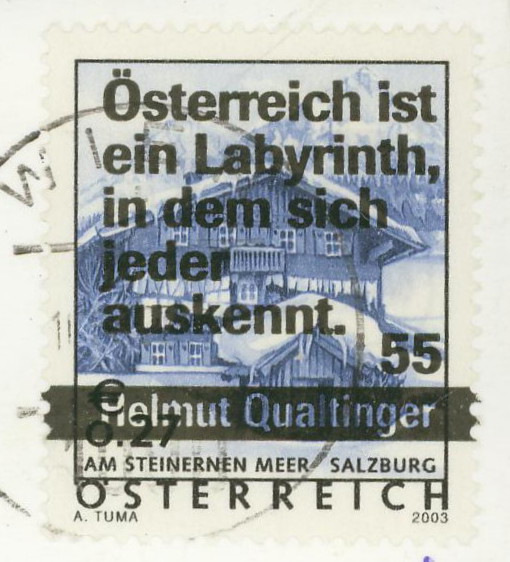 Österreich ist
ein Labyrinth,
in dem sich
jeder
auskennt.
55
€
Helmut Qualtinger
0.27
AM STEINERNEN MEER SALZBURG
ÖSTERREICH
A. TUMA 2003
WIE